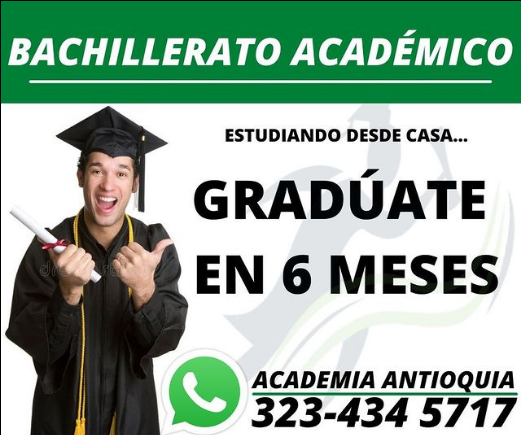 BACHILLERATO ACADÉMICO
ESTUDIANDO DESDE CASA...
GRADÚATE
EN 6 MESES
ACADEMIA ANTIOQUIA
323-434 5717